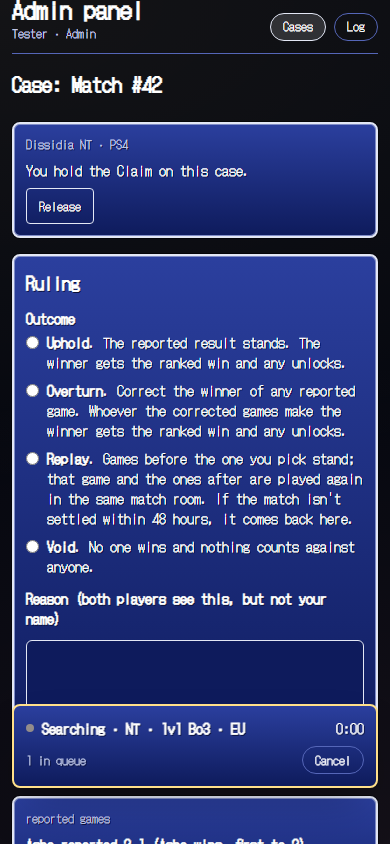 Admin panel
Tester · Admin
Cases
Log
Case: Match #42
Dissidia NT · PS4
You hold the Claim on this case.
Release
Ruling
Outcome
Uphold. The reported result stands. The
winner gets the ranked win and any unlocks.
Overturn. Correct the winner of any reported
game. Whoever the corrected games make the
winner gets the ranked win and any unlocks.
Replay. Games before the one you pick stand;
that game and the ones after are played again
in the same match room. If the match isn't
settled within 48 hours, it comes back here.
Void. No one wins and nothing counts against
anyone.
Reason (both players see this, but not your
name)
Searching · NT · 1v1 Bo3 · EU
0:00
1 in queue
Cancel
reported games
reported 2-1